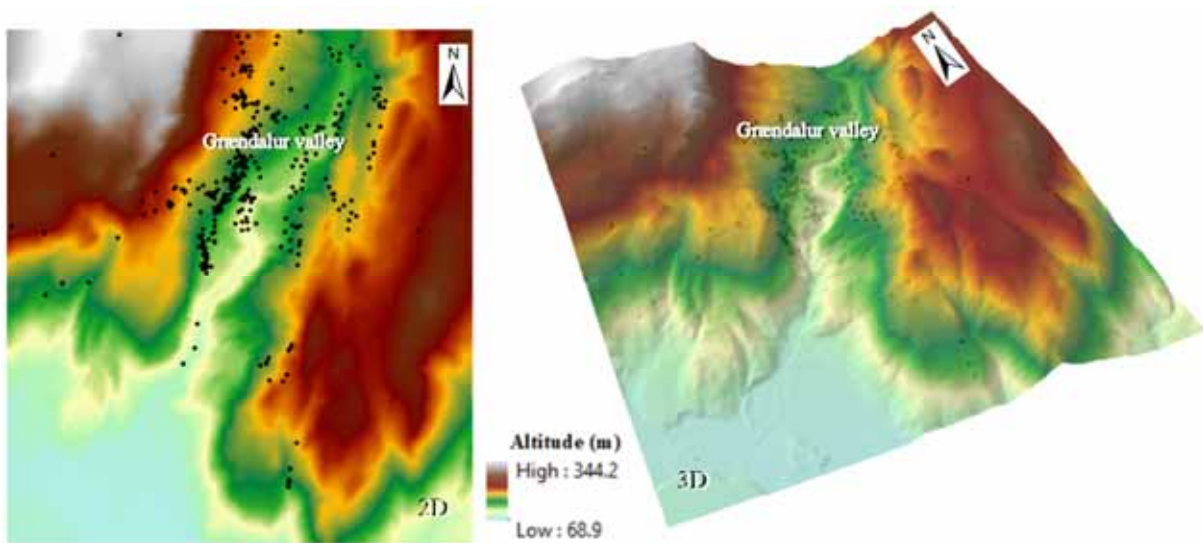 N
Grændalur valley
2D
Altitude (m)
High : 344.2
Low : 68.9
N
Grændalur valley
3D